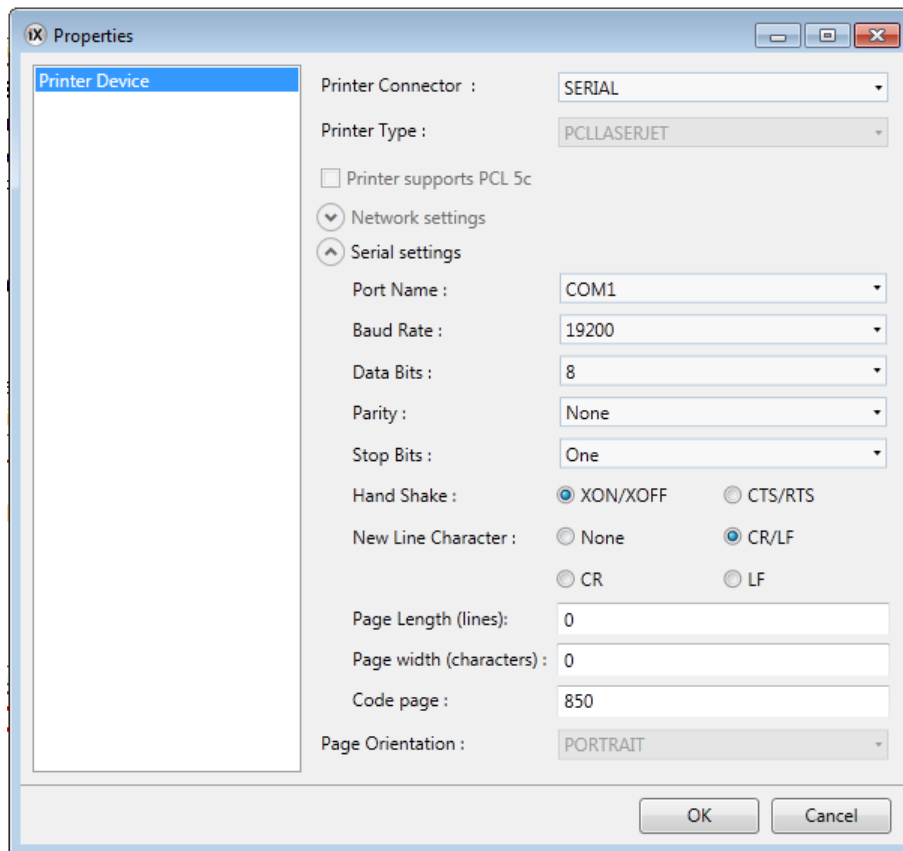 iX Properties
Printer Device
Printer Connector : SERIAL
Printer Type : PCLLASERJET
Printer supports PCL 5c
Network settings
Serial settings
Port Name : COM1
Baud Rate : 19200
Data Bits : 8
Parity : None
Stop Bits : One
Hand Shake : XON/XOFF CTS/RTS
New Line Character : None CR/LF
CR LF
Page Length (lines): 0
Page width (characters) : 0
Code page : 850
Page Orientation : PORTRAIT
OK Cancel